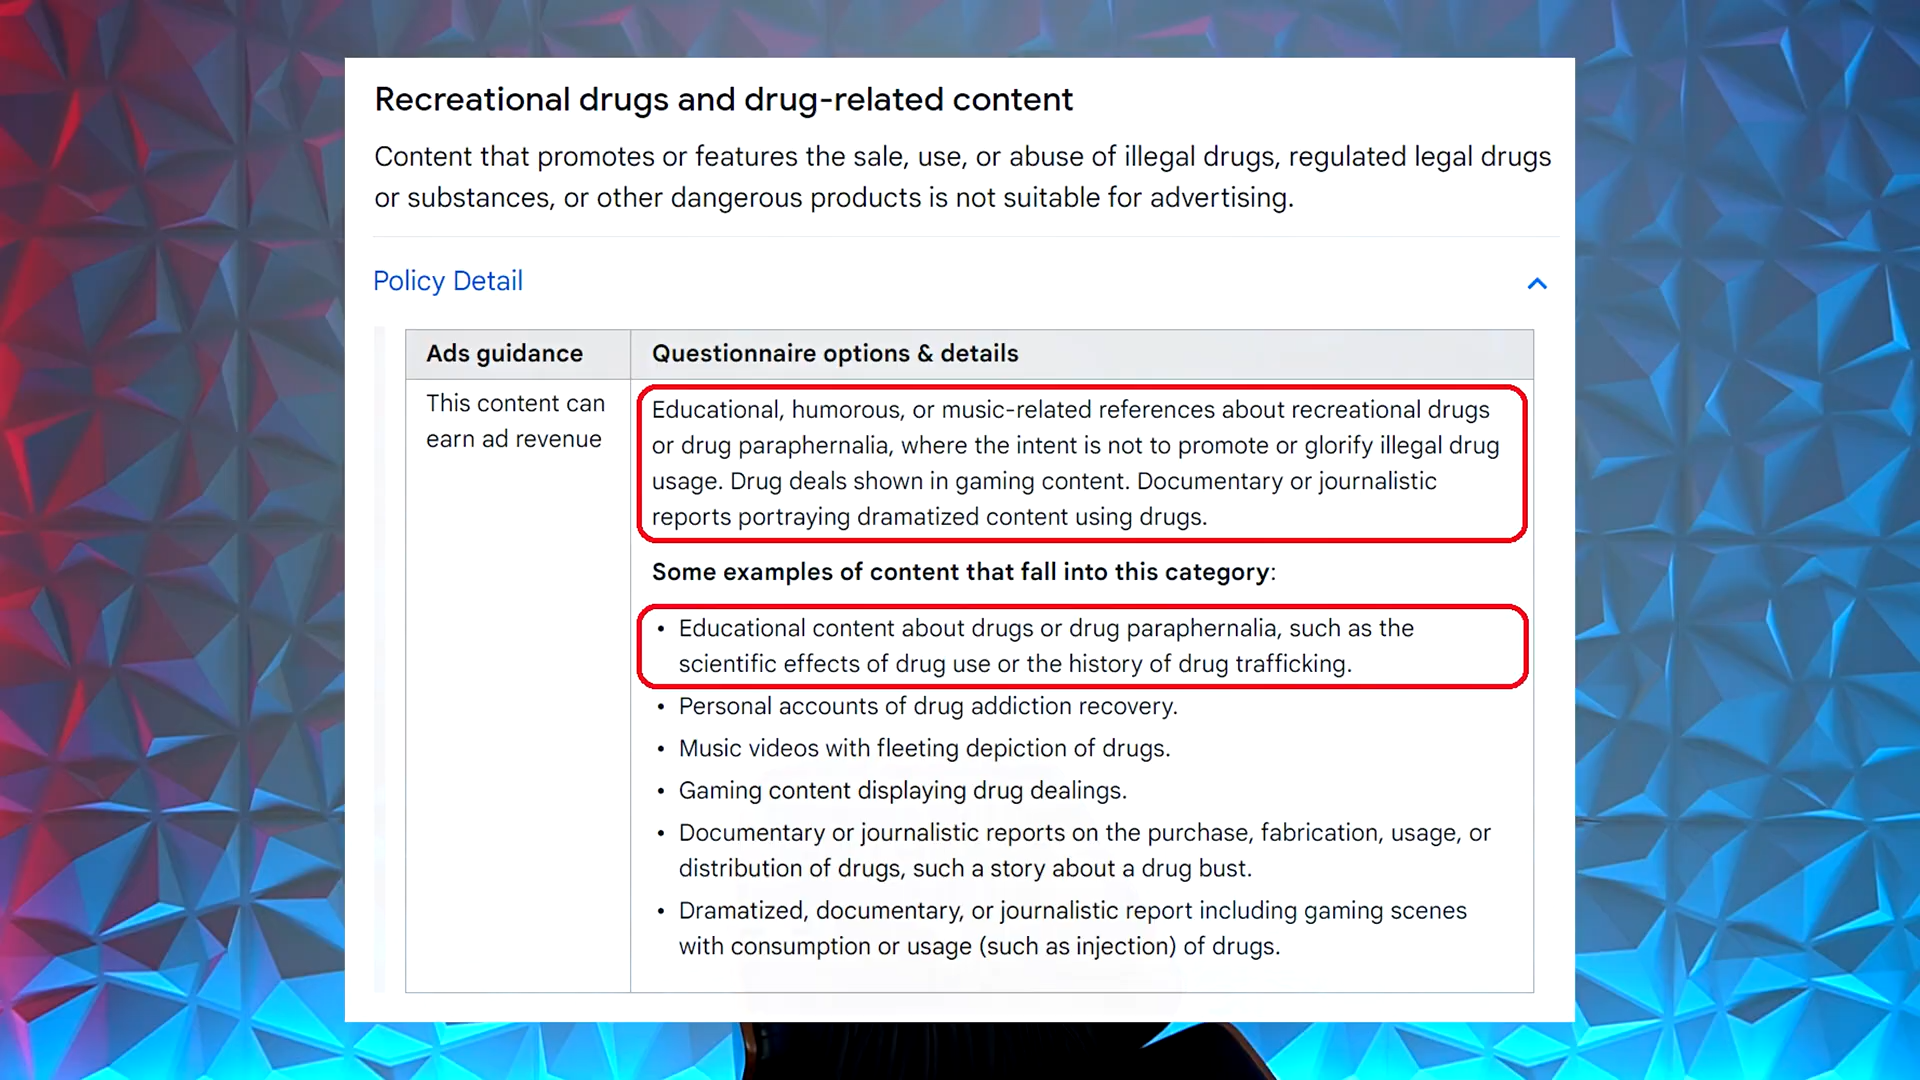 Recreational drugs and drug-related content
Content that promotes or features the sale, use, or abuse of illegal drugs, regulated legal drugs
or substances, or other dangerous products is not suitable for advertising.
Policy Detail
Ads guidance
Questionnaire options & details
This content can
earn ad revenue
Educational, humorous, or music-related references about recreational drugs
or drug paraphernalia, where the intent is not to promote or glorify illegal drug
usage. Drug deals shown in gaming content. Documentary or journalistic
reports portraying dramatized content using drugs.
Some examples of content that fall into this category:
• Educational content about drugs or drug paraphernalia, such as the
scientific effects of drug use or the history of drug trafficking.
• Personal accounts of drug addiction recovery.
• Music videos with fleeting depiction of drugs.
• Gaming content displaying drug dealings.
• Documentary or journalistic reports on the purchase, fabrication, usage, or
distribution of drugs, such a story about a drug bust.
• Dramatized, documentary, or journalistic report including gaming scenes
with consumption or usage (such as injection) of drugs.